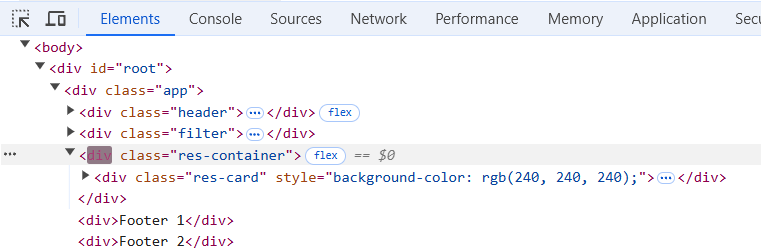 Elements Console Sources Network Performance Memory Application Secu
<body>
<div id="root">
<div class="app">
<div class="header"> ⋯ </div> flex
<div class="filter"> ⋯ </div>
⋯ <div class="res-container"> flex == $0
<div class="res-card" style="background-color: rgb(240, 240, 240);"> ⋯ </div>
</div>
<div>Footer 1</div>
<div>Footer 2</div>